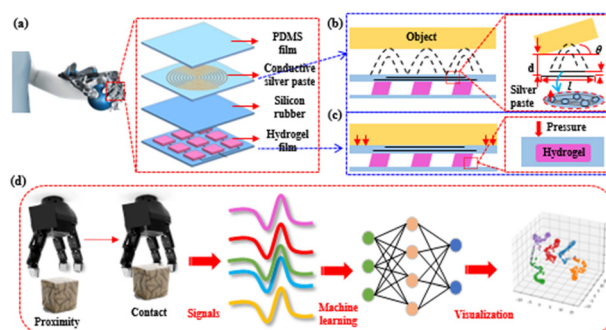 (a)
PDMS
film
Conductive
silver paste
Silicon
rubber
Hydrogel
film
(b)
Object
θ
d
l
Silver
paste
(c)
Pressure
Hydrogel
(d)
Proximity
Contact
Signals
Machine
learning
Visualization